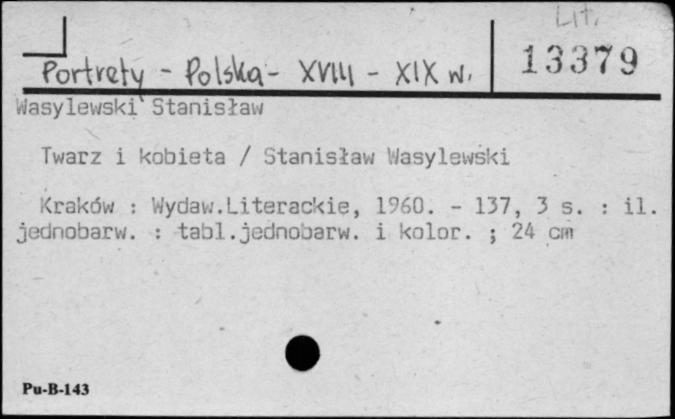 Lit.
13379
Portrety - Polska - XVIII - XIX w.
Wasylewski Stanisław
Twarz i kobieta / Stanisław Wasylewski
Kraków : Wydaw.Literackie, 1960. - 137, 3 s. : il.
jednobarw. : tabl.jednobarw. i kolor. ; 24 cm
Pu-B-143